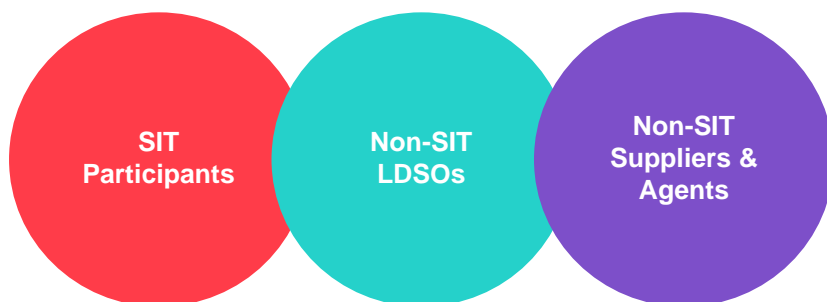 SIT
Participants
Non-SIT
LDSOs
Non-SIT
Suppliers &
Agents